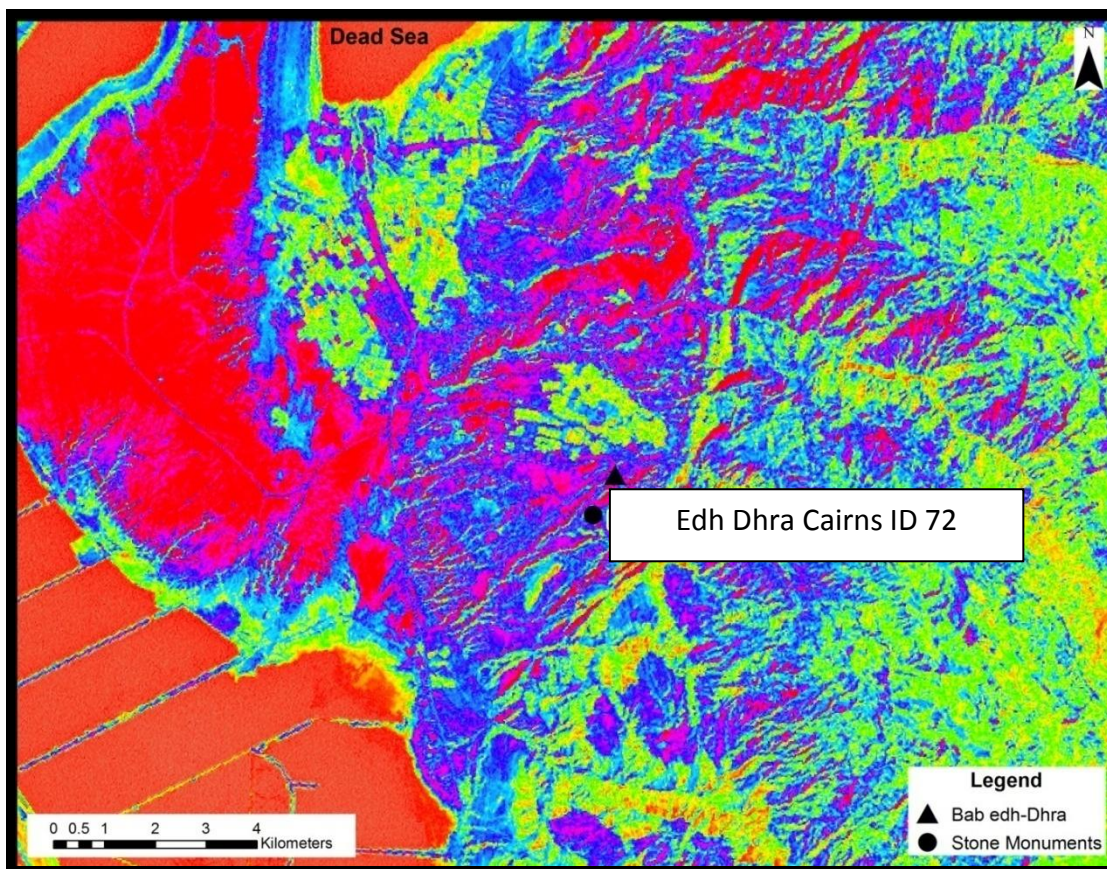 Dead Sea
N
Edh Dhra Cairns ID 72
Legend
Bab edh-Dhra
Stone Monuments
0 0.5 1 2 3 4
Kilometers